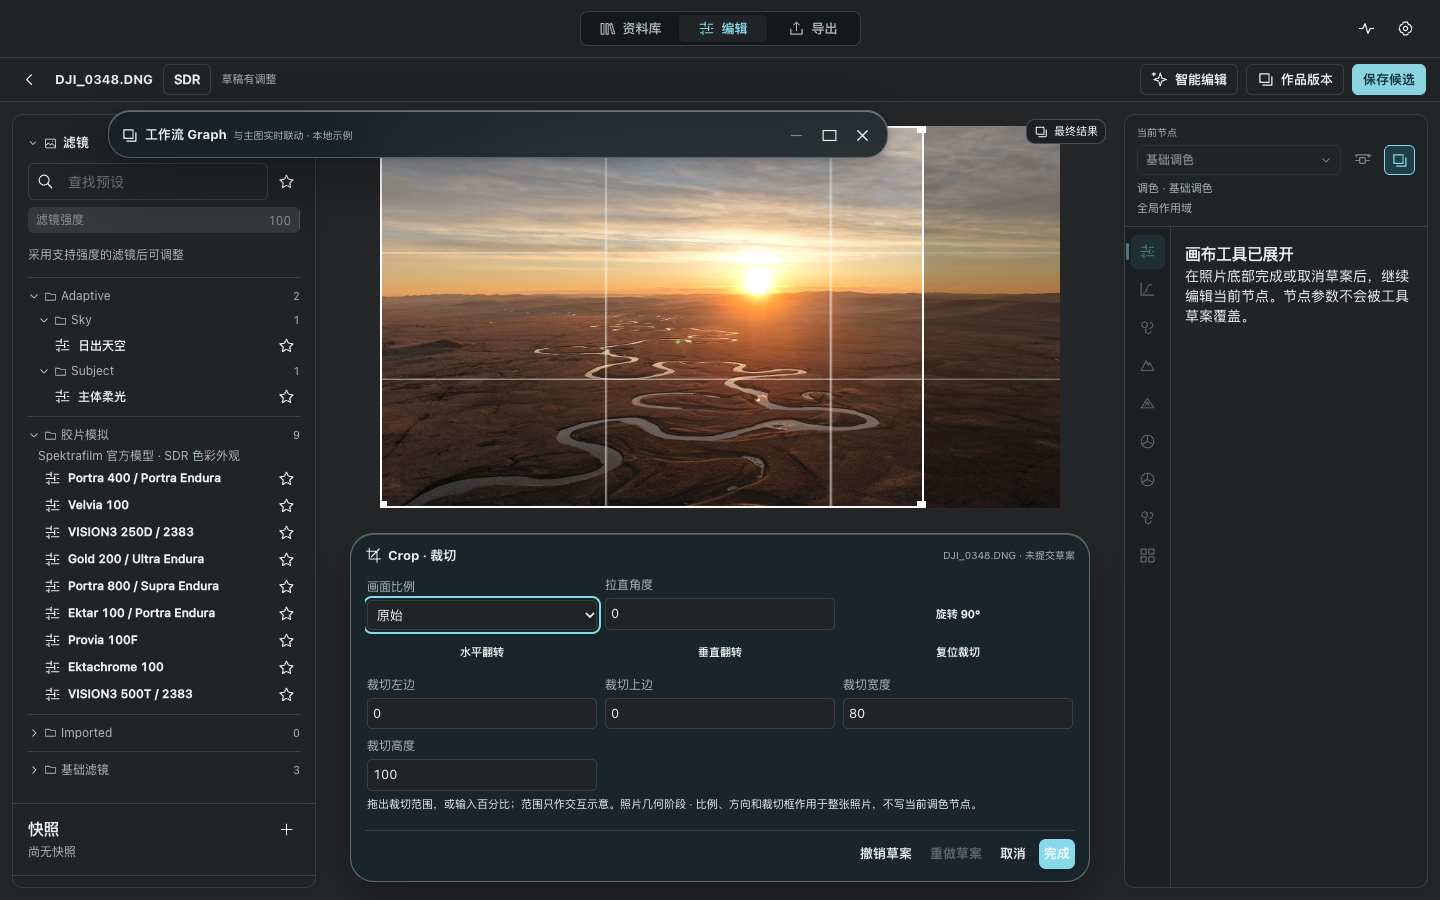 资料库
编辑
导出
DJI_0348.DNG
SDR
草稿有调整
智能编辑
作品版本
保存候选
滤镜
工作流 Graph
与主图实时联动 · 本地示例
最终结果
查找预设
滤镜强度
100
采用支持强度的滤镜后可调整
Adaptive
2
Sky
1
日出天空
Subject
1
主体柔光
胶片模拟
9
Spektrafilm 官方模型 · SDR 色彩外观
Portra 400 / Portra Endura
Velvia 100
VISION3 250D / 2383
Gold 200 / Ultra Endura
Portra 800 / Supra Endura
Ektar 100 / Portra Endura
Provia 100F
Ektachrome 100
VISION3 500T / 2383
Imported
0
基础滤镜
3
快照
尚无快照
Crop · 裁切
DJI_0348.DNG · 未提交草案
画面比例
拉直角度
原始
0
旋转 90°
水平翻转
垂直翻转
复位裁切
裁切左边
裁切上边
裁切宽度
0
0
80
裁切高度
100
拖出裁切范围，或输入百分比；范围只作交互示意。照片几何阶段 · 比例、方向和裁切框作用于整张照片，不写当前调色节点。
撤销草案
重做草案
取消
完成
当前节点
基础调色
调色 · 基础调色
全局作用域
画布工具已展开
在照片底部完成或取消草案后，继续
编辑当前节点。节点参数不会被工具
草案覆盖。